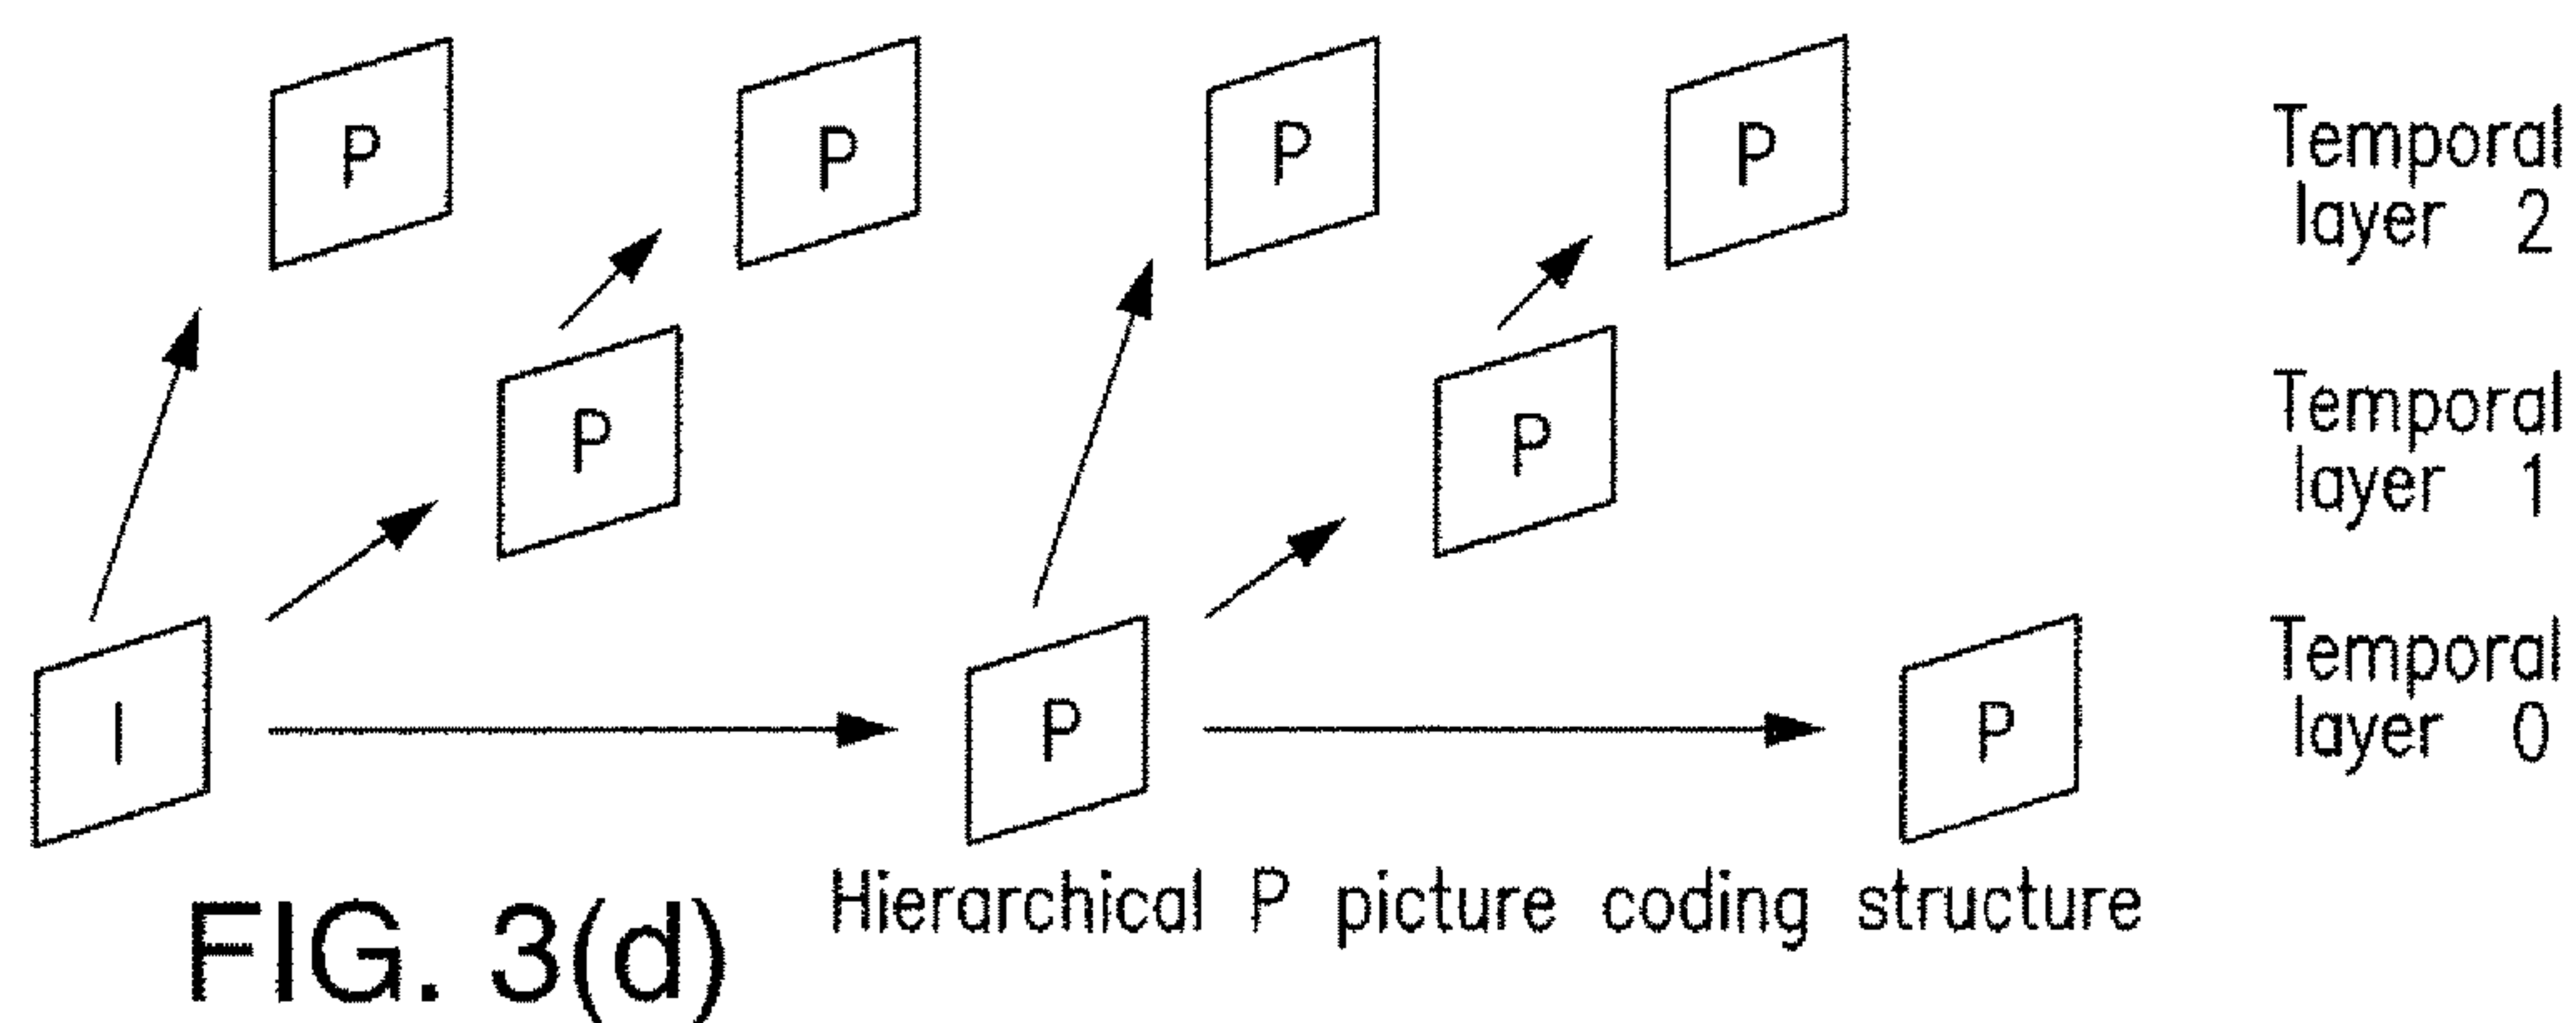 P P P P
Temporal
layer 2
P P
Temporal
layer 1
I P P
Temporal
layer 0
Hierarchical P picture coding structure
FIG. 3(d)